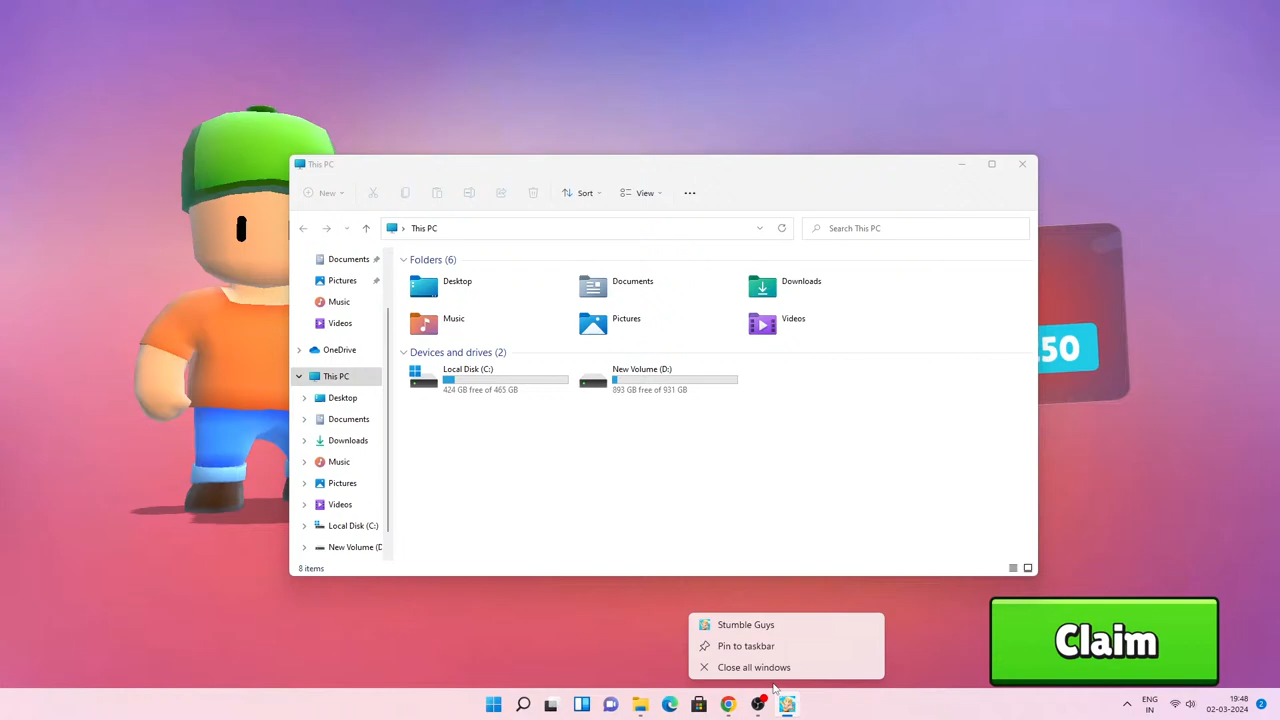 This PC
New
Sort
View
This PC
Search This PC
Documents
Pictures
Music
Videos
OneDrive
This PC
Desktop
Documents
Downloads
Music
Pictures
Videos
Local Disk (C:)
New Volume (D
Folders (6)
Desktop
Documents
Downloads
Music
Pictures
Videos
Devices and drives (2)
Local Disk (C:)
424 GB free of 465 GB
New Volume (D:)
893 GB free of 931 GB
8 items
50
Stumble Guys
Pin to taskbar
Close all windows
Claim
ENG
IN
19:48
02-03-2024
2